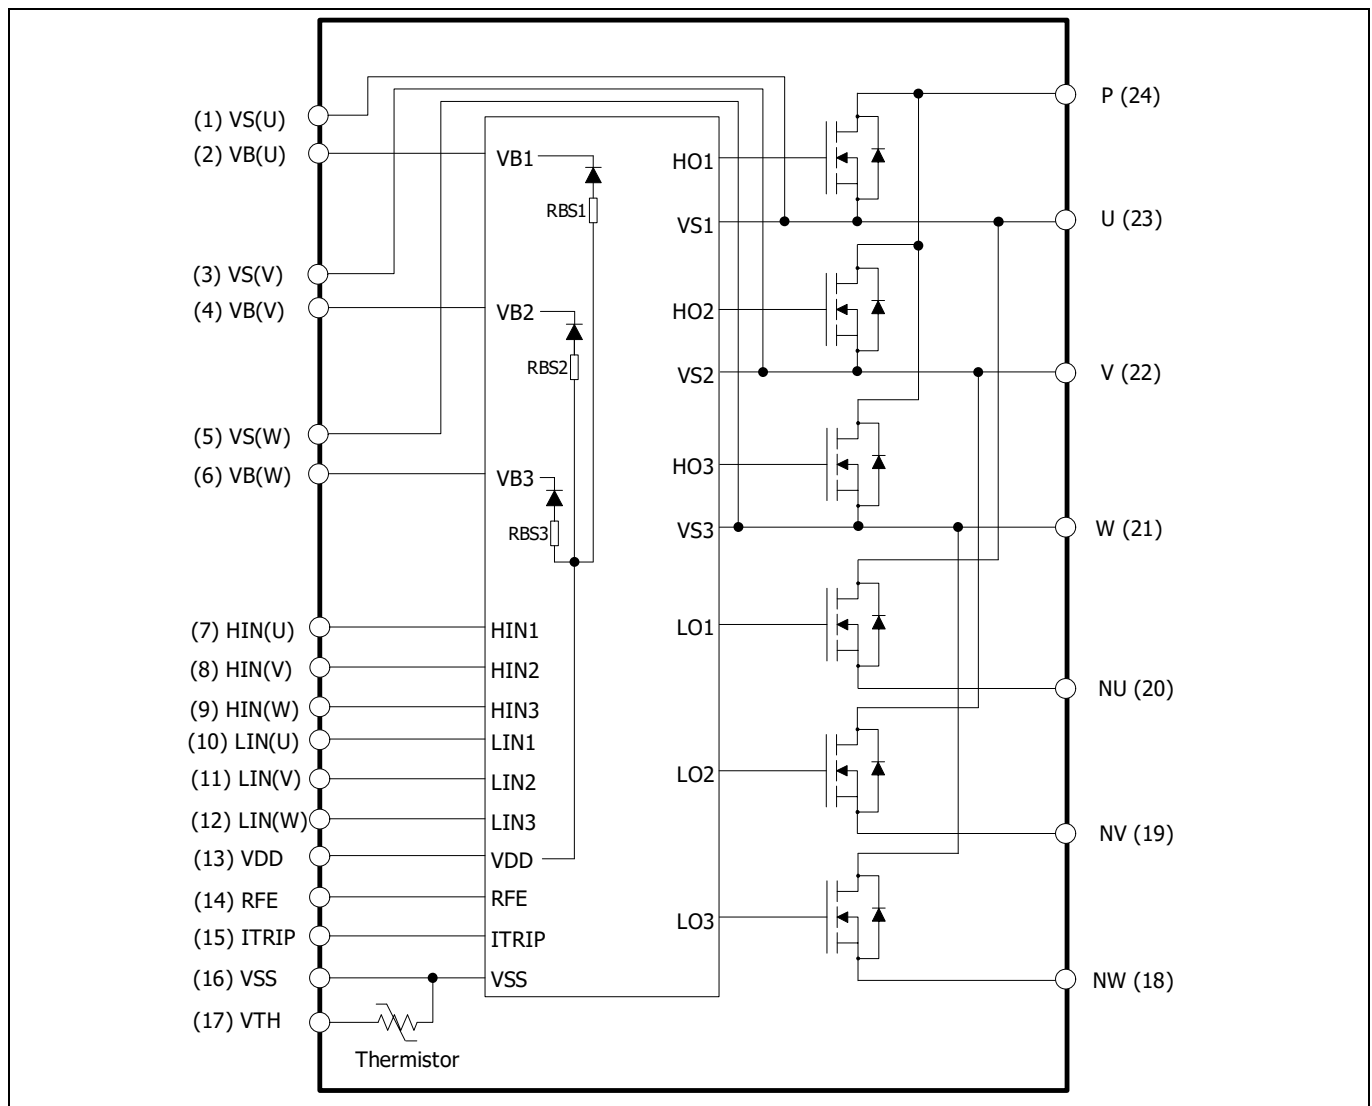 (1) VS(U)
(2) VB(U)
(3) VS(V)
(4) VB(V)
(5) VS(W)
(6) VB(W)
(7) HIN(U)
(8) HIN(V)
(9) HIN(W)
(10) LIN(U)
(11) LIN(V)
(12) LIN(W)
(13) VDD
(14) RFE
(15) ITRIP
(16) VSS
(17) VTH
Thermistor
VB1
RBS1
VB2
RBS2
VB3
RBS3
HIN1
HIN2
HIN3
LIN1
LIN2
LIN3
VDD
RFE
ITRIP
VSS
HO1
VS1
HO2
VS2
HO3
VS3
LO1
LO2
LO3
P (24)
U (23)
V (22)
W (21)
NU (20)
NV (19)
NW (18)